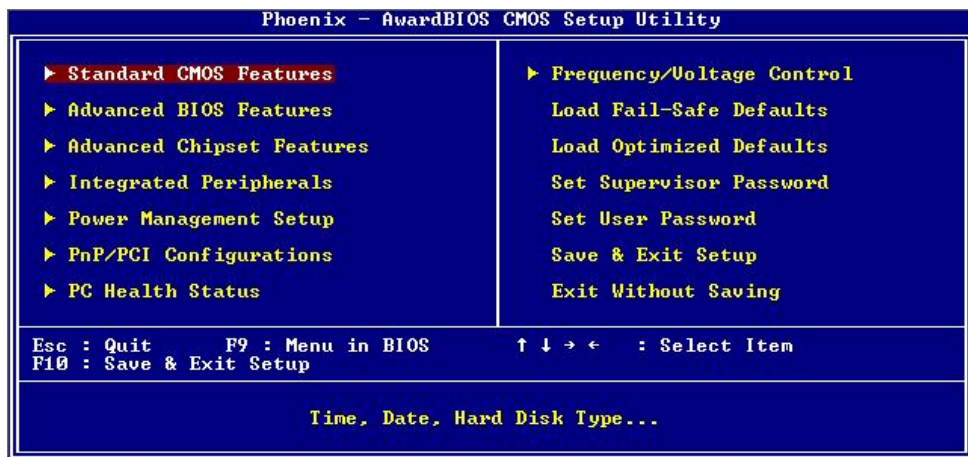 Phoenix - AwardBIOS CMOS Setup Utility
► Standard CMOS Features
► Advanced BIOS Features
► Advanced Chipset Features
► Integrated Peripherals
► Power Management Setup
► PnP/PCI Configurations
► PC Health Status
► Frequency/Voltage Control
Load Fail-Safe Defaults
Load Optimized Defaults
Set Supervisor Password
Set User Password
Save & Exit Setup
Exit Without Saving
Esc : Quit F9 : Menu in BIOS ↑ ↓ → ← : Select Item
F10 : Save & Exit Setup
Time, Date, Hard Disk Type...